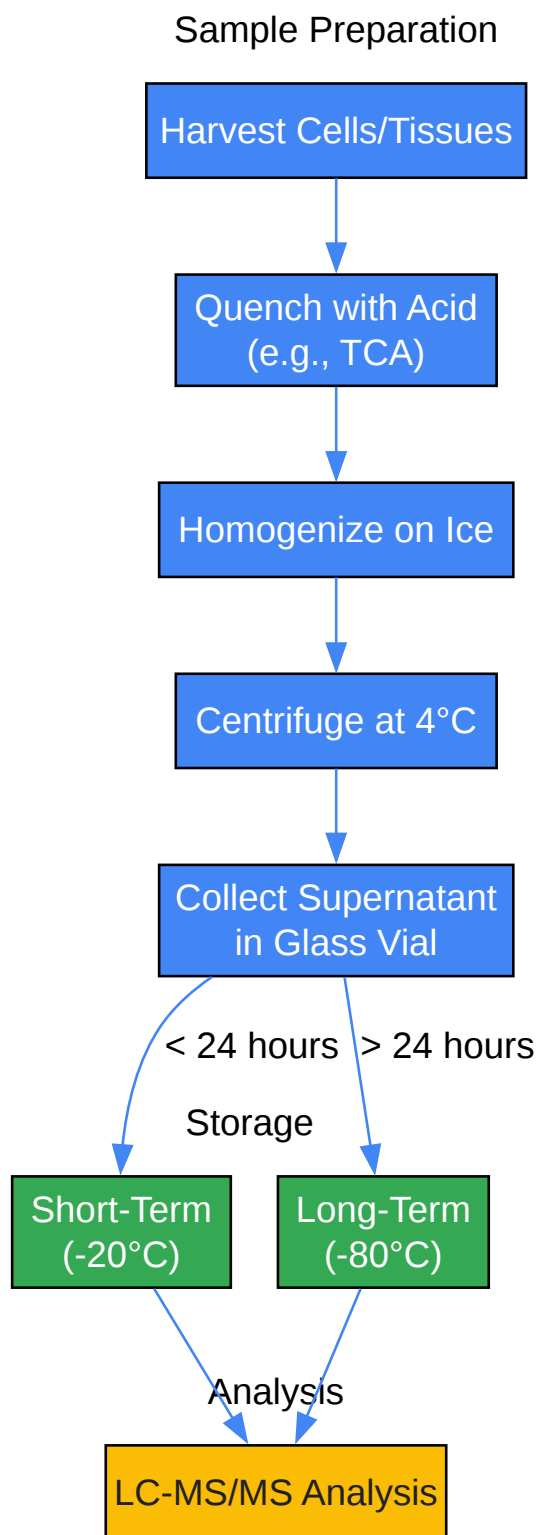 Sample Preparation
Harvest Cells/Tissues
Quench with Acid
(e.g., TCA)
Homogenize on Ice
Centrifuge at 4°C
Collect Supernatant
in Glass Vial
< 24 hours
> 24 hours
Storage
Short-Term
(-20°C)
Long-Term
(-80°C)
Analysis
LC-MS/MS Analysis